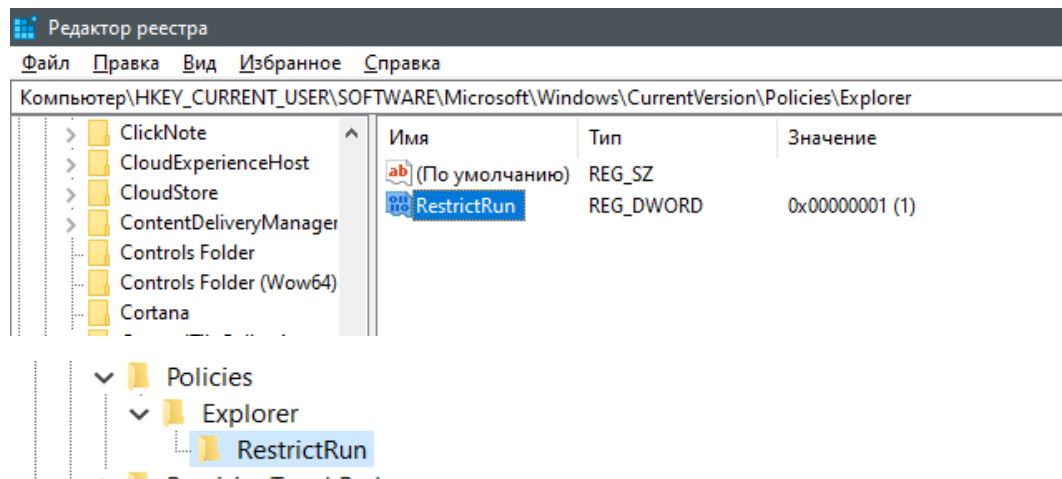 Редактор реестра
Файл Правка Вид Избранное Справка
Компьютер\HKEY_CURRENT_USER\SOFTWARE\Microsoft\Windows\CurrentVersion\Policies\Explorer
ClickNote
CloudExperienceHost
CloudStore
ContentDeliveryManager
Controls Folder
Controls Folder (Wow64)
Cortana
Имя Тип Значение
ab (По умолчанию) REG_SZ
RestrictRun REG_DWORD 0x00000001 (1)
Policies
Explorer
RestrictRun